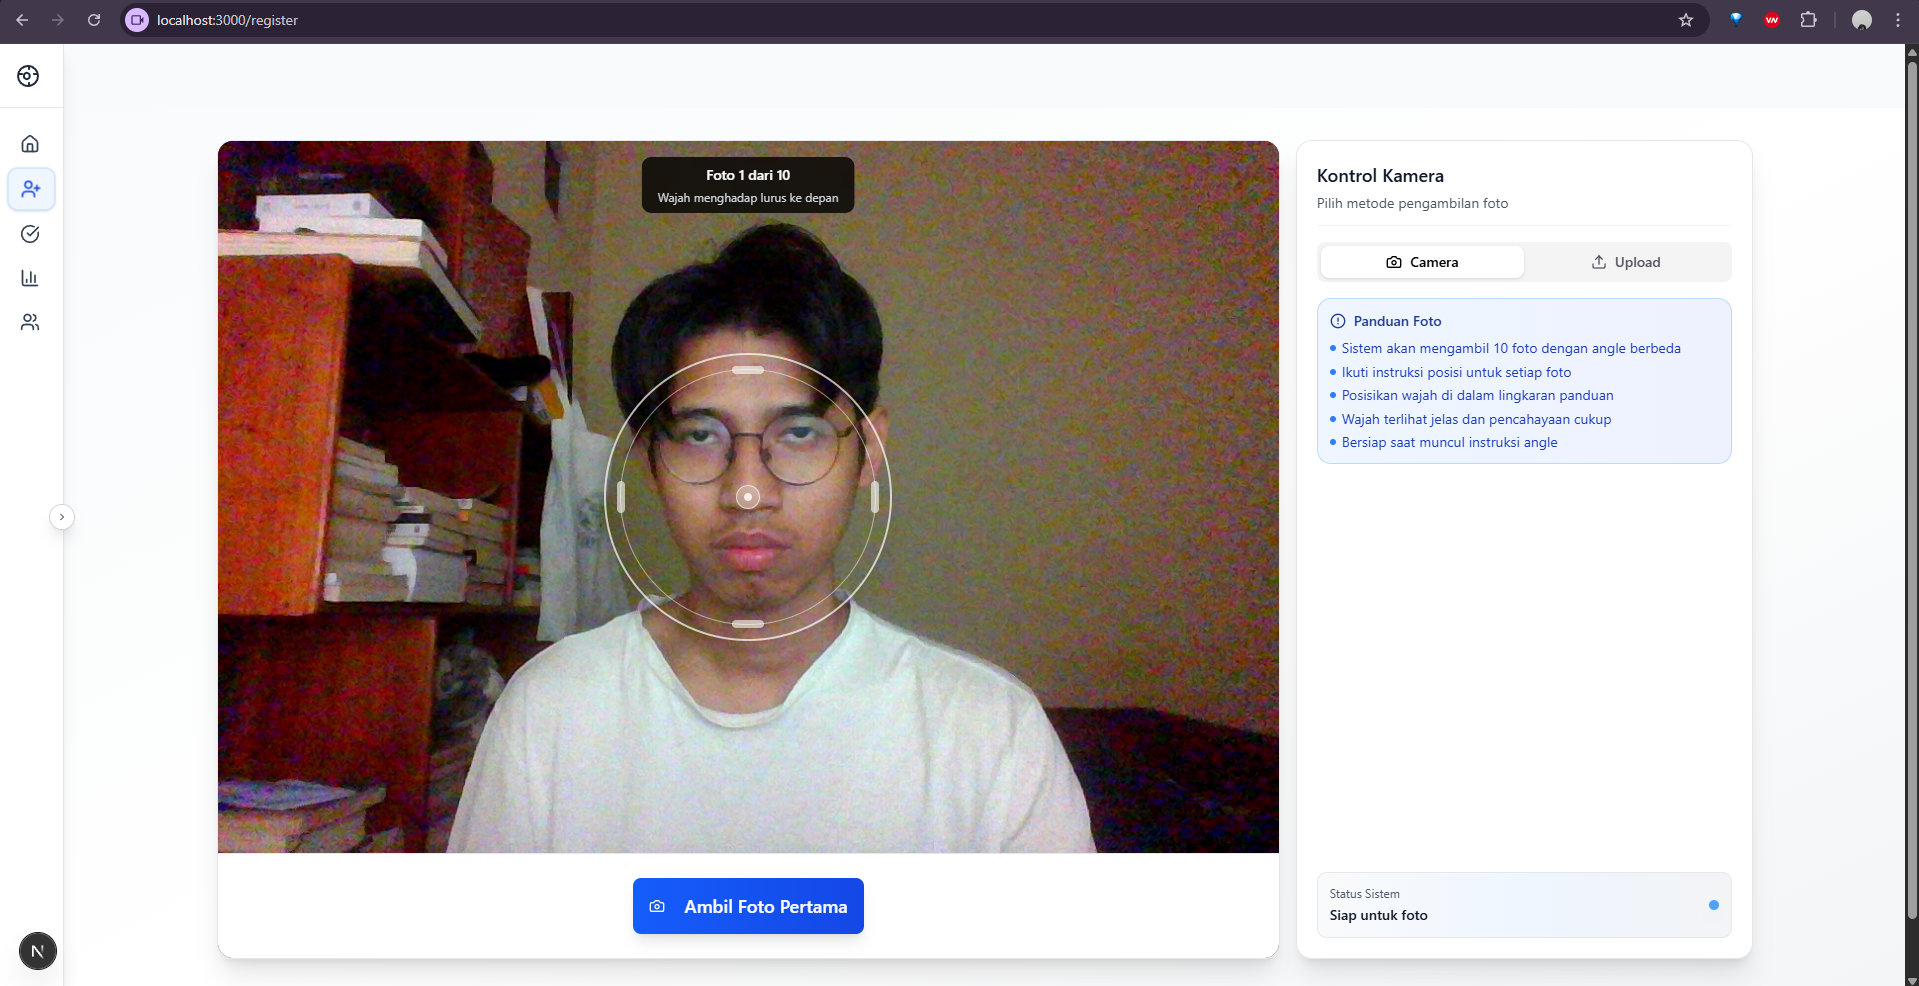 localhost:3000/register
Foto 1 dari 10
Wajah menghadap lurus ke depan
Ambil Foto Pertama
Kontrol Kamera
Pilih metode pengambilan foto
Camera
Upload
Panduan Foto
Sistem akan mengambil 10 foto dengan angle berbeda
Ikuti instruksi posisi untuk setiap foto
Posisikan wajah di dalam lingkaran panduan
Wajah terlihat jelas dan pencahayaan cukup
Bersiap saat muncul instruksi angle
Status Sistem
Siap untuk foto
N